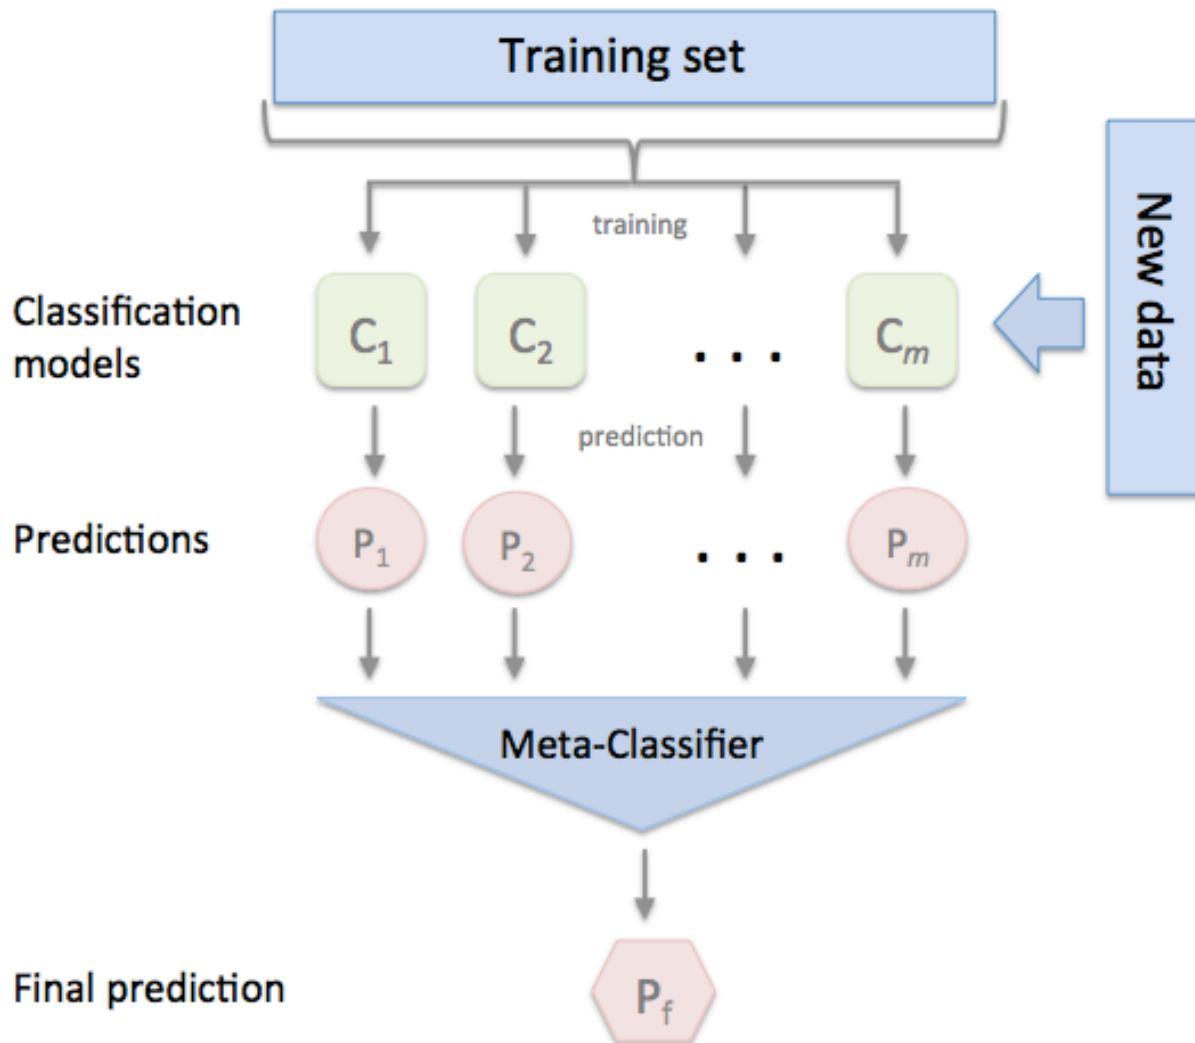 Training set
training
New data
Classification
models
C1
C2
. . .
Cm
prediction
Predictions
P1
P2
. . .
Pm
Meta-Classifier
Final prediction
Pf